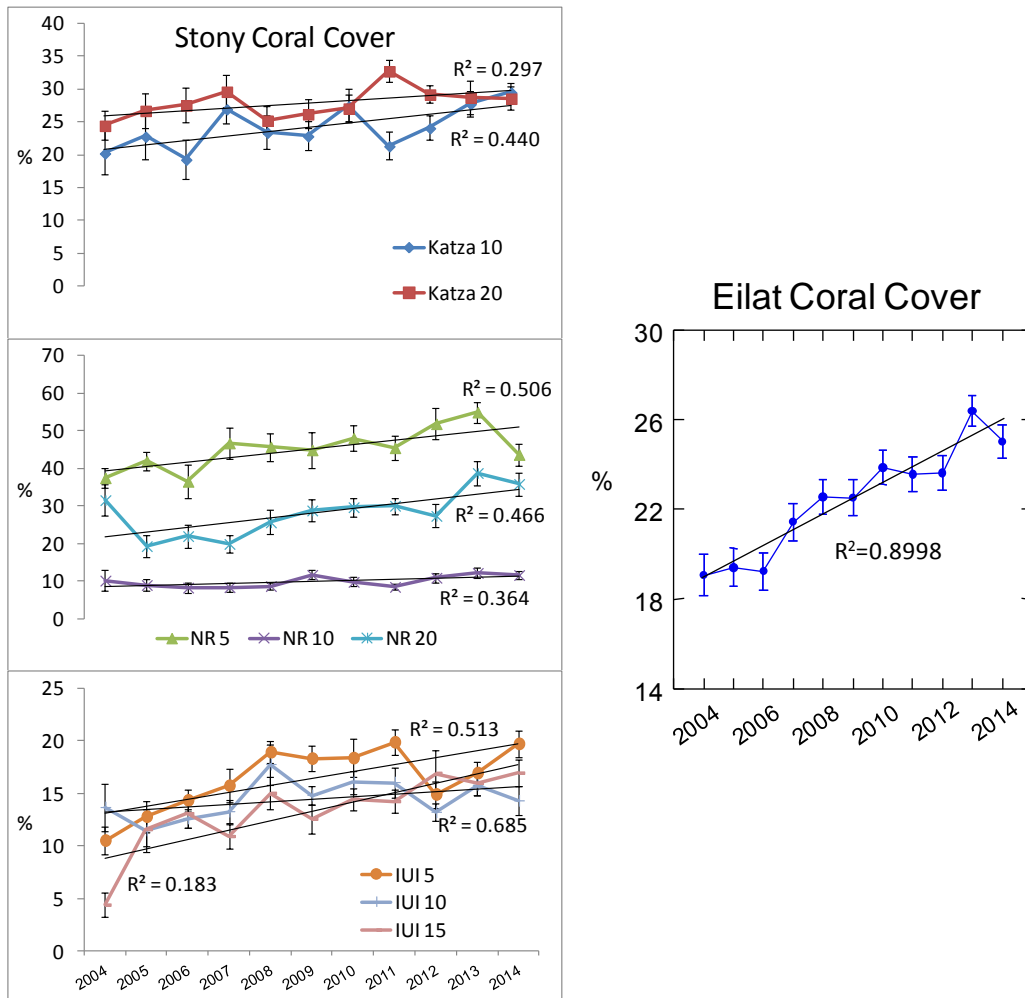 Stony Coral Cover
40
35
30
25
20
15
10
5
0
%
R² = 0.297
R² = 0.440
Katza 10
Katza 20
70
60
50
40
30
20
10
0
%
R² = 0.506
R² = 0.466
R² = 0.364
NR 5 NR 10 NR 20
25
20
15
10
5
0
%
R² = 0.513
R² = 0.685
R² = 0.183
IUI 5
IUI 10
IUI 15
2004 2005 2006 2007 2008 2009 2010 2011 2012 2013 2014
Eilat Coral Cover
30
26
22
18
14
%
R²=0.8998
2004 2006 2008 2010 2012 2014